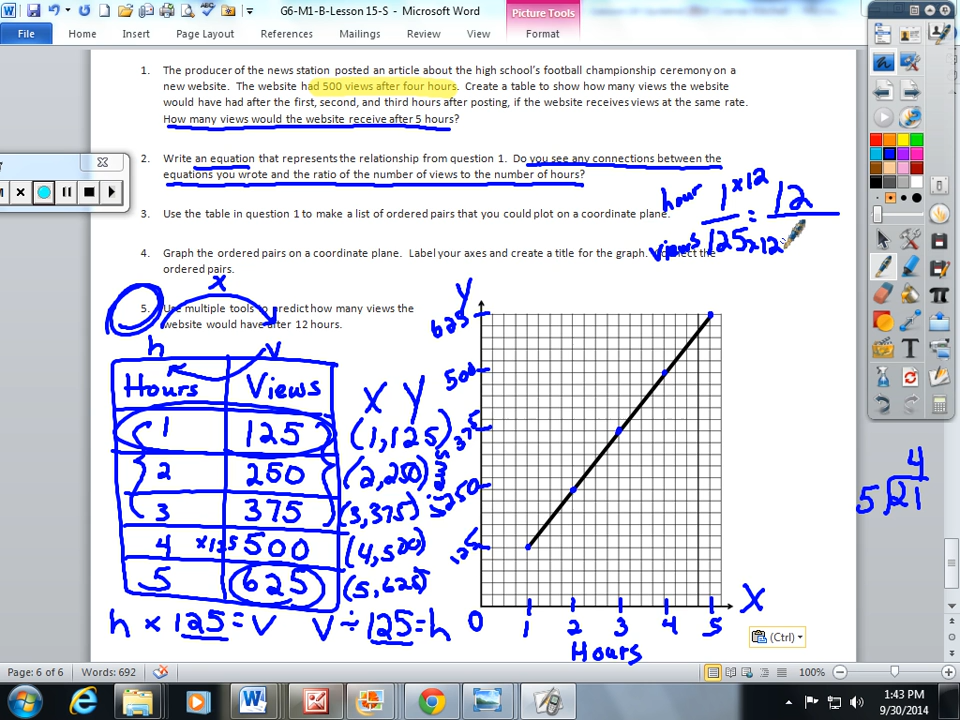 G6-M1-B-Lesson 15-S - Microsoft Word
Picture Tools
File Home Insert Page Layout References Mailings Review View Format
1. The producer of the news station posted an article about the high school's football championship ceremony on a
new website. The website had 500 views after four hours. Create a table to show how many views the website
would have had after the first, second, and third hours after posting, if the website receives views at the same rate.
How many views would the website receive after 5 hours?
2. Write an equation that represents the relationship from question 1. Do you see any connections between the
equations you wrote and the ratio of the number of views to the number of hours?
hour 1 x12 = 12
views 125 x12
3. Use the table in question 1 to make a list of ordered pairs that you could plot on a coordinate plane.
4. Graph the ordered pairs on a coordinate plane. Label your axes and create a title for the graph. the
ordered pairs.
5. Use multiple tools to predict how many views the
website would have after 12 hours.
x
h v
Hours Views X Y
1 125 (1,125)
2 250 (2,250)
3 375 (3,375)
4 x125 500 (4,500)
5 625 (5,625)
h x 125 = v v ÷ 125 = h
Y
625
500
375
250
125
0 1 2 3 4 5 X
Hours
4
5 21
(Ctrl)
Page: 6 of 6 Words: 692 100%
1:43 PM
9/30/2014